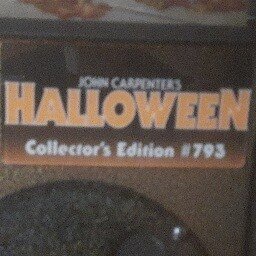 JOHN CARPENTER'S
HALLOWEEN
Collector's Edition #793